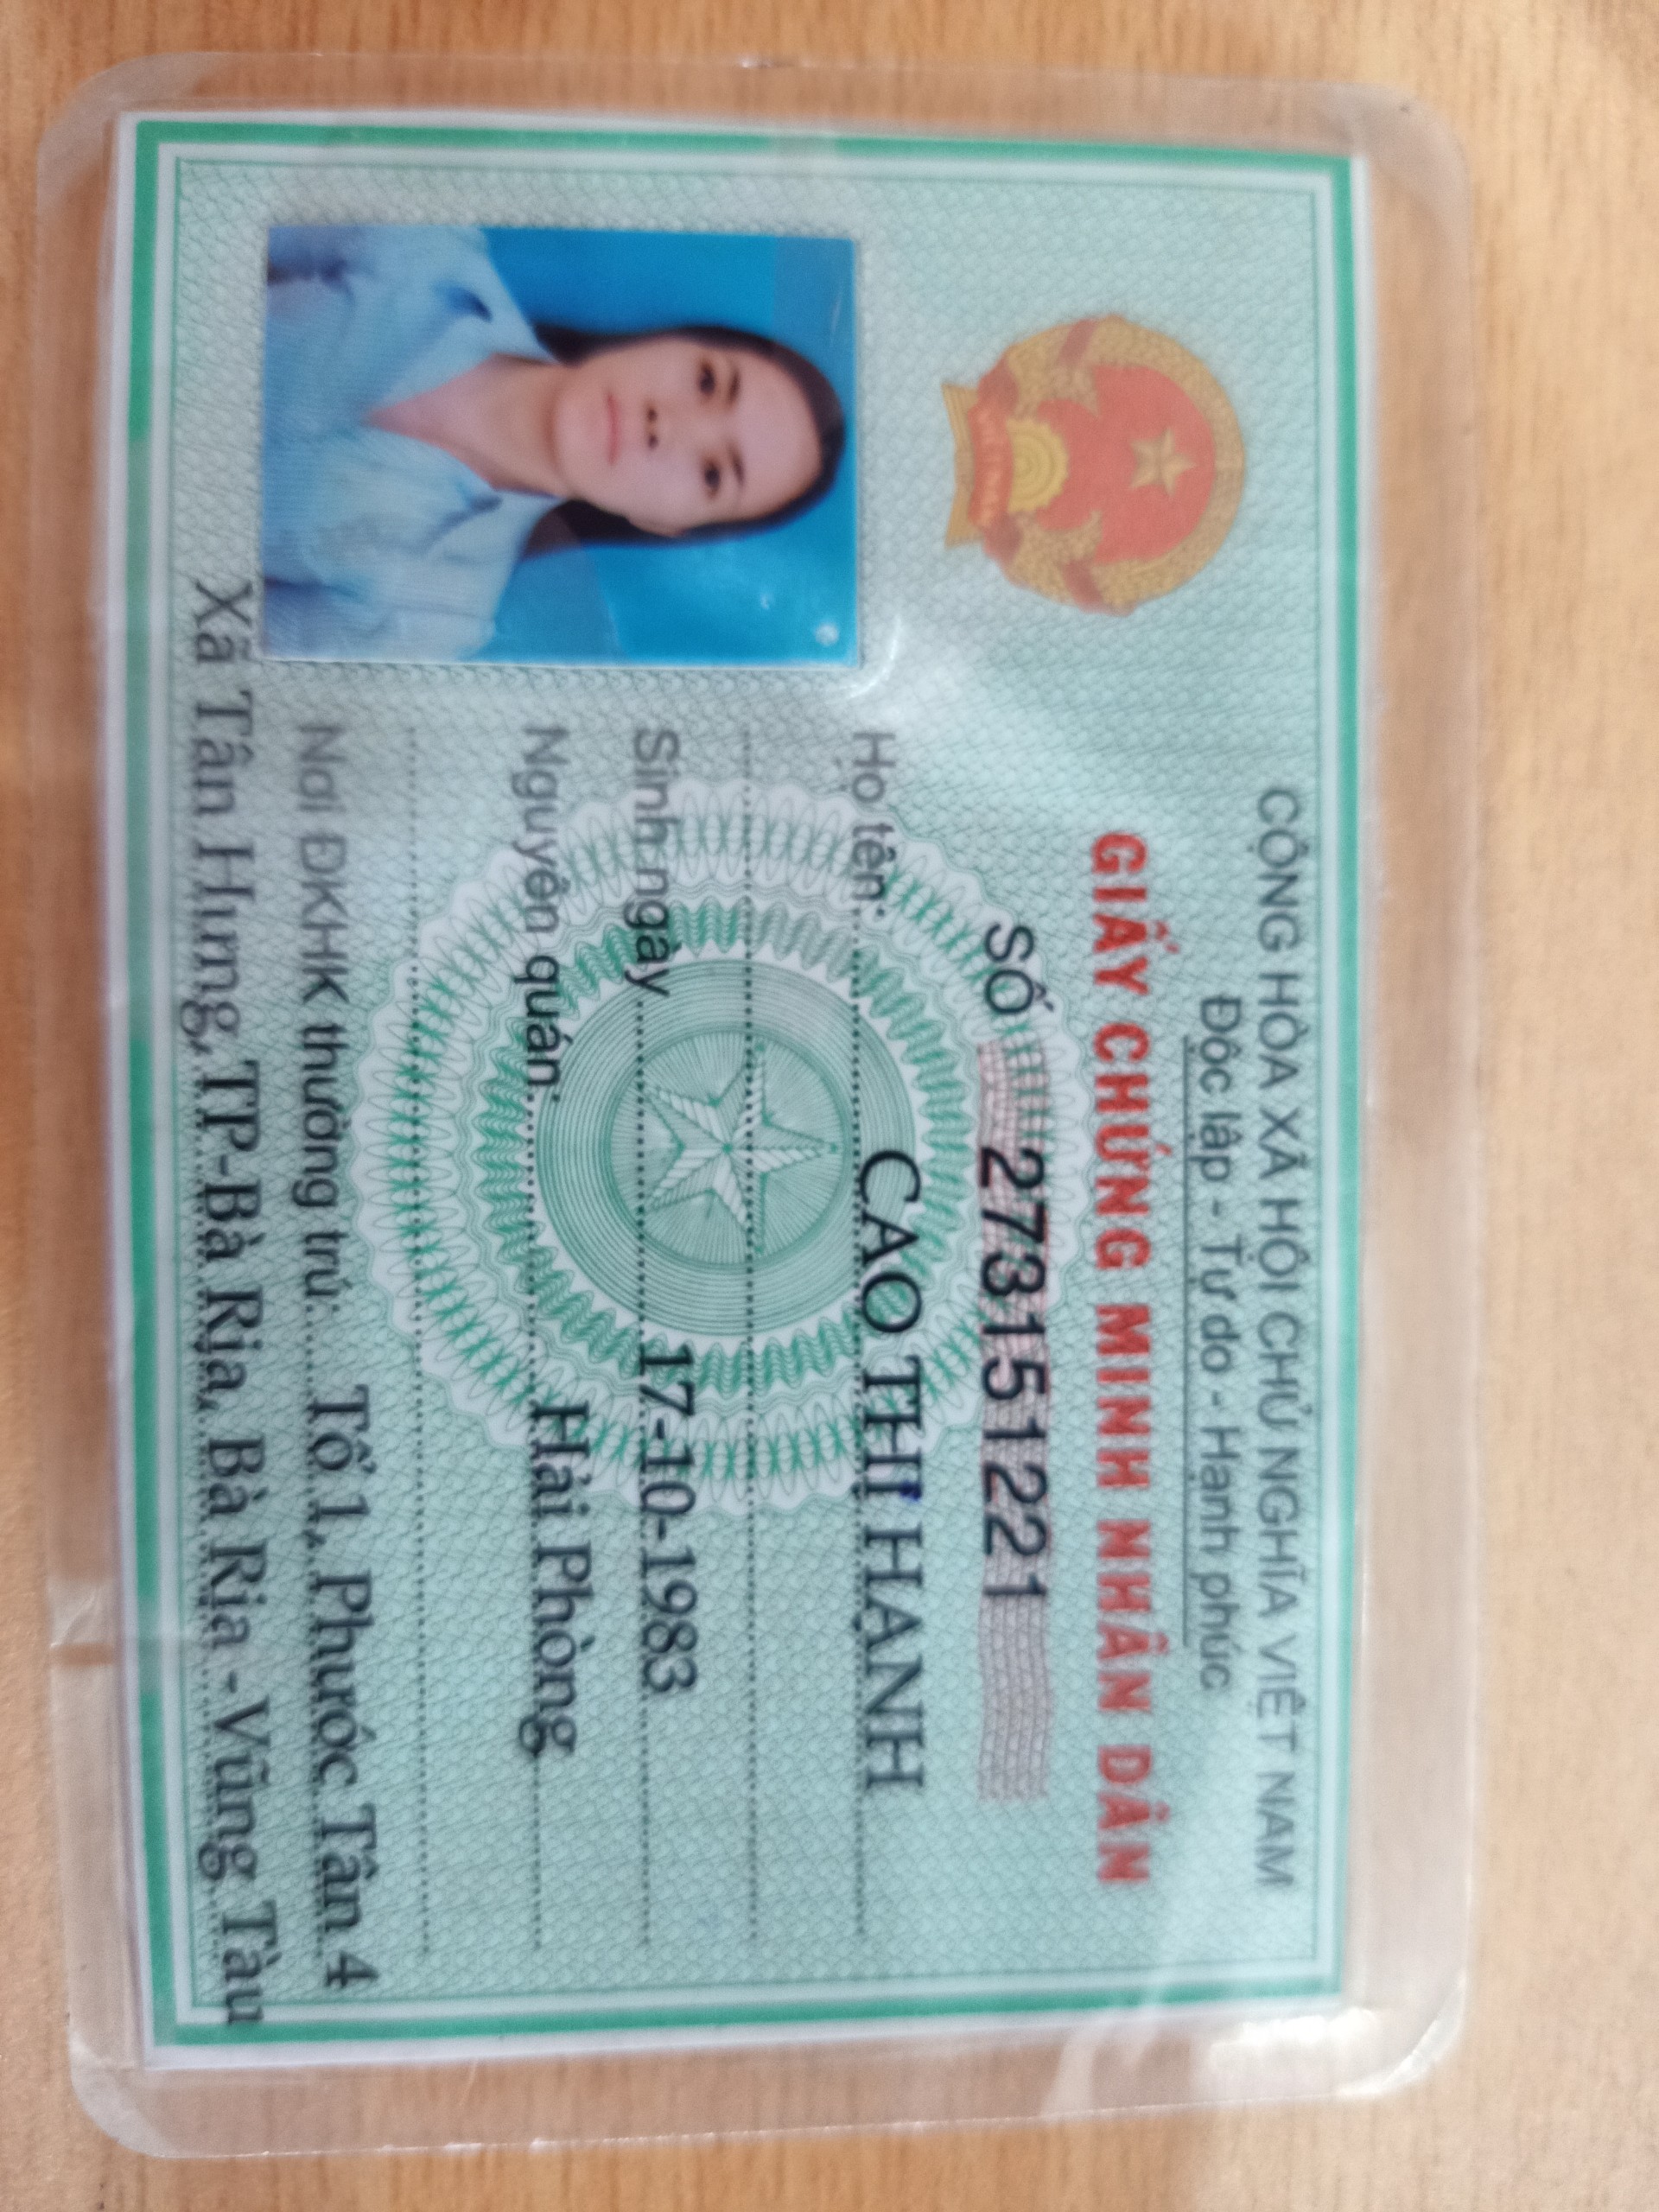 CỘNG HÒA XÃ HỘI CHỦ NGHĨA VIỆT NAM
Độc lập - Tự do - Hạnh phúc
GIẤY CHỨNG MINH NHÂN DÂN
SỐ 273151221
Họ tên: CAO THỊ HẠNH
Sinh ngày 17-10-1983
Nguyên quán: Hải Phòng
Nơi ĐKHK thường trú: Tổ 1, Phước Tân 4
Xã Tân Hưng, TP-Bà Rịa, Bà Rịa -Vũng Tàu